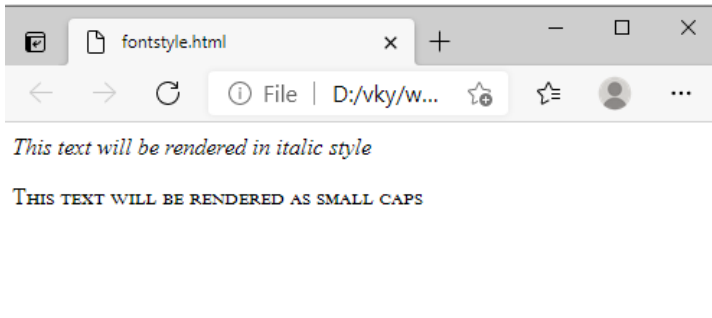 fontstyle.html
File | D:/vky/w...
This text will be rendered in italic style
This text will be rendered as small caps